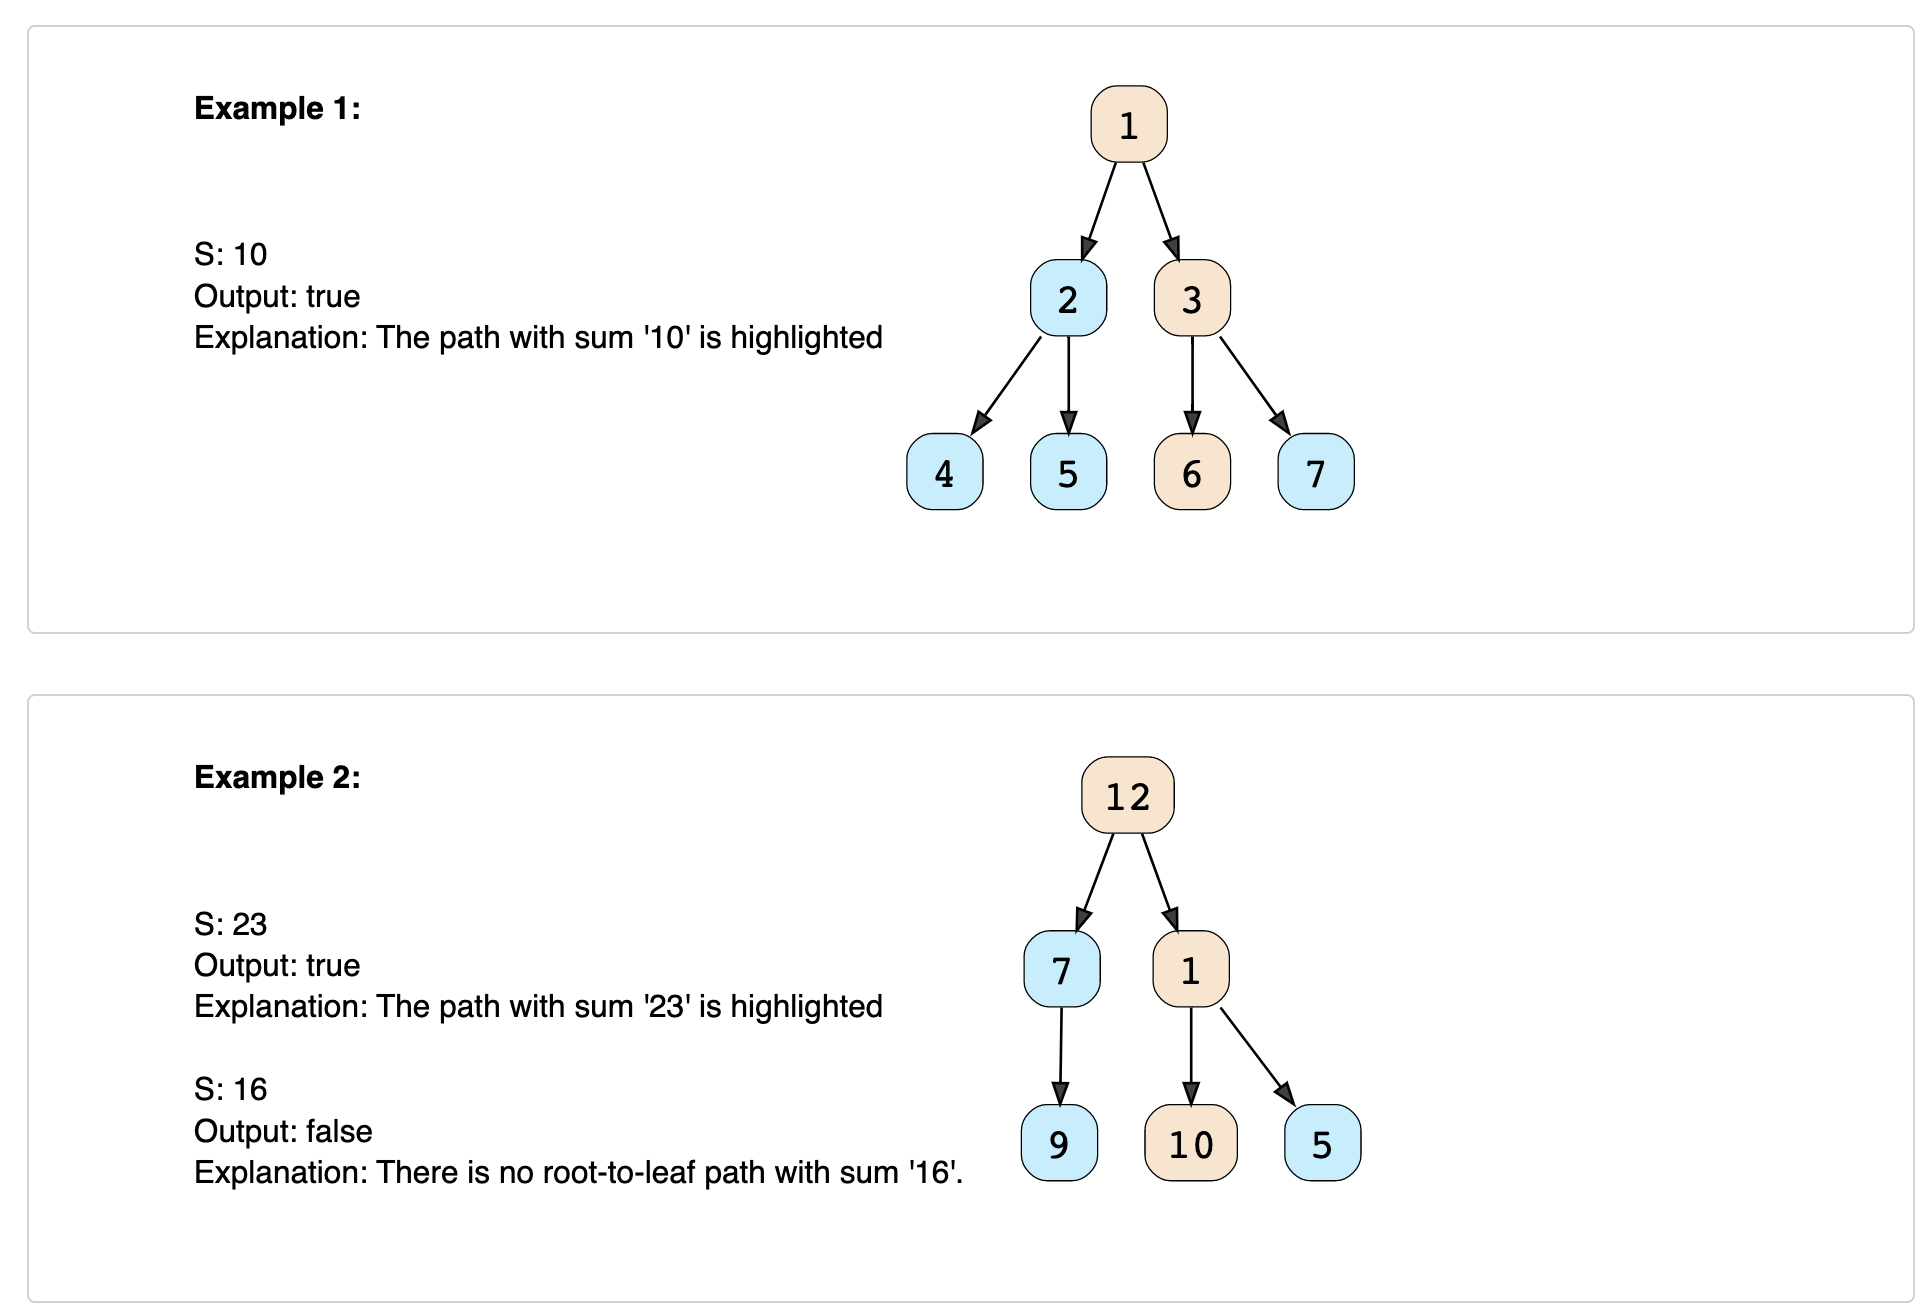 Example 1:
S: 10
Output: true
Explanation: The path with sum '10' is highlighted
1
2 3
4 5 6 7
Example 2:
S: 23
Output: true
Explanation: The path with sum '23' is highlighted
S: 16
Output: false
Explanation: There is no root-to-leaf path with sum '16'.
12
7 1
9 10 5